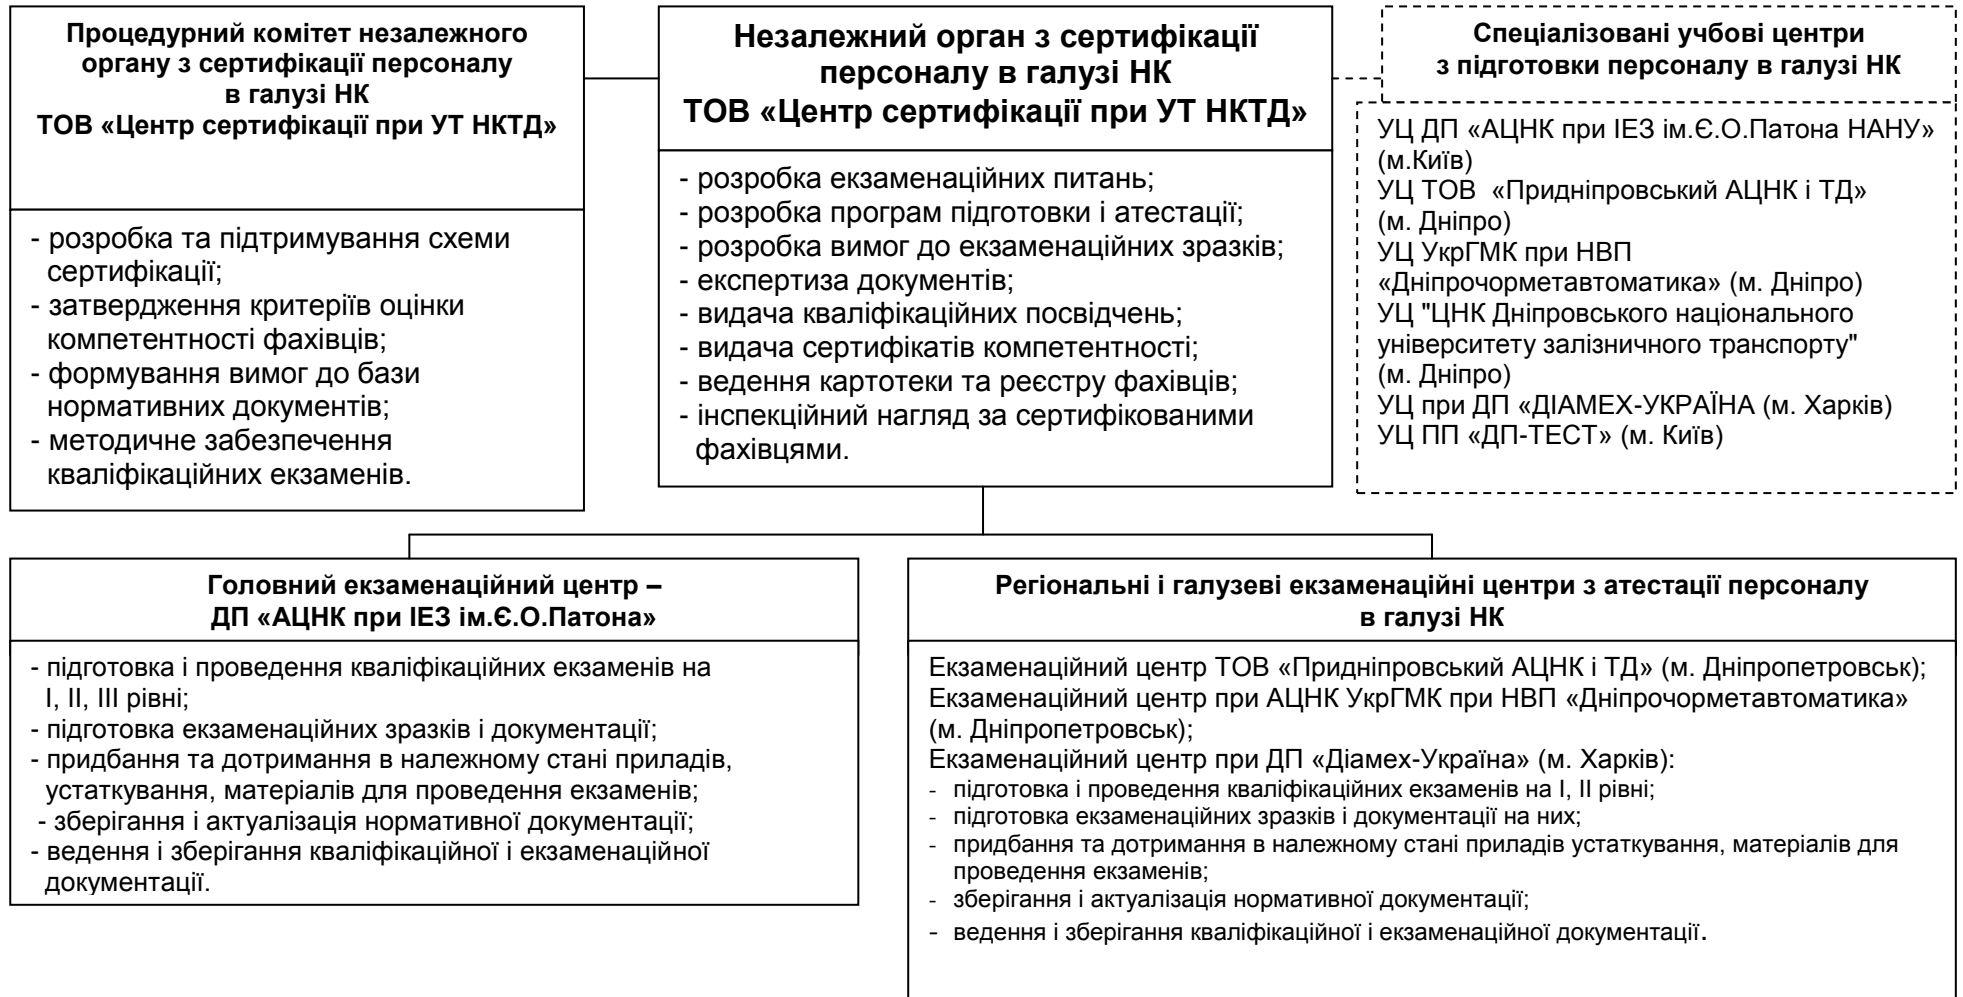 Процедурний комітет незалежного
органу з сертифікації персоналу
в галузі НК
ТОВ «Центр сертифікації при УТ НКТД»
- розробка та підтримування схеми
сертифікації;
- затвердження критеріїв оцінки
компетентності фахівців;
- формування вимог до бази
нормативних документів;
- методичне забезпечення
кваліфікаційних екзаменів.
Незалежний орган з сертифікації
персоналу в галузі НК
ТОВ «Центр сертифікації при УТ НКТД»
- розробка екзаменаційних питань;
- розробка програм підготовки і атестації;
- розробка вимог до екзаменаційних зразків;
- експертиза документів;
- видача кваліфікаційних посвідчень;
- видача сертифікатів компетентності;
- ведення картотеки та реєстру фахівців;
- інспекційний нагляд за сертифікованими
фахівцями.
Спеціалізовані учбові центри
з підготовки персоналу в галузі НК
УЦ ДП «АЦНК при ІЕЗ ім.Є.О.Патона НАНУ»
(м.Київ)
УЦ ТОВ «Придніпровський АЦНК і ТД»
(м. Дніпро)
УЦ УкрГМК при НВП
«Дніпрочорметавтоматика» (м. Дніпро)
УЦ "ЦНК Дніпровського національного
університету залізничного транспорту"
(м. Дніпро)
УЦ при ДП «ДІАМЕХ-УКРАЇНА (м. Харків)
УЦ ПП «ДП-ТЕСТ» (м. Київ)
Головний екзаменаційний центр –
ДП «АЦНК при ІЕЗ ім.Є.О.Патона»
- підготовка і проведення кваліфікаційних екзаменів на
I, II, III рівні;
- підготовка екзаменаційних зразків і документації;
- придбання та дотримання в належному стані приладів,
устаткування, матеріалів для проведення екзаменів;
- зберігання і актуалізація нормативної документації;
- ведення і зберігання кваліфікаційної і екзаменаційної
документації.
Регіональні і галузеві екзаменаційні центри з атестації персоналу
в галузі НК
Екзаменаційний центр ТОВ «Придніпровський АЦНК і ТД» (м. Дніпропетровськ);
Екзаменаційний центр при АЦНК УкрГМК при НВП «Дніпрочорметавтоматика»
(м. Дніпропетровськ);
Екзаменаційний центр при ДП «Діамех-Україна» (м. Харків):
- підготовка і проведення кваліфікаційних екзаменів на I, II рівні;
- підготовка екзаменаційних зразків і документації на них;
- придбання та дотримання в належному стані приладів устаткування, матеріалів для
проведення екзаменів;
- зберігання і актуалізація нормативної документації;
- ведення і зберігання кваліфікаційної і екзаменаційної документації.